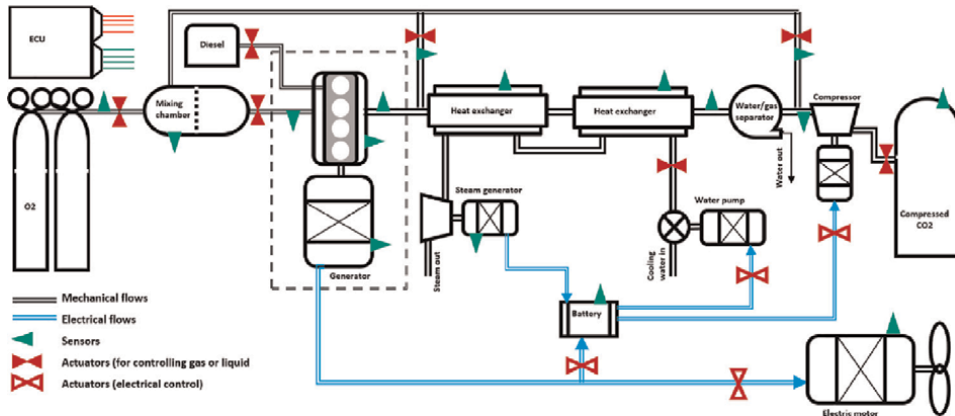 ECU
Diesel
Mixing
chamber
O2
Heat exchanger
Heat exchanger
Water/gas
separator
Compressor
Water out
Steam generator
Water pump
Compressed
CO2
Generator
Steam out
Cooling
water in
Battery
Mechanical flows
Electrical flows
Sensors
Actuators (for controlling gas or liquid
Actuators (electrical control)
Electric motor